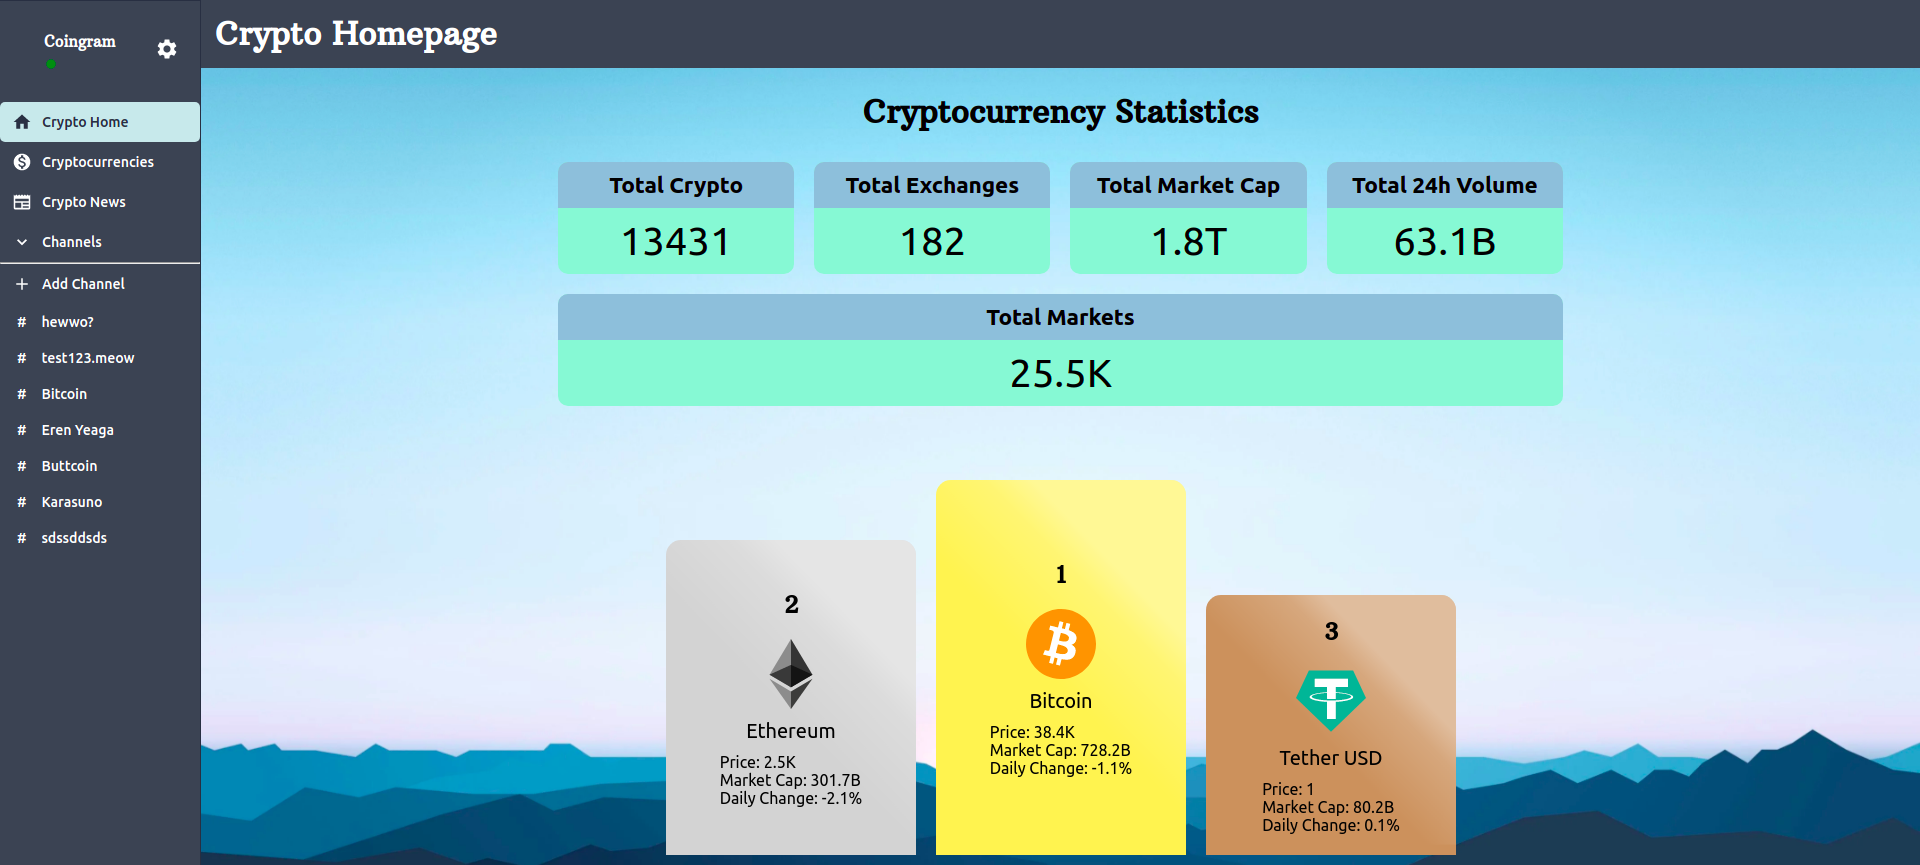 Coingram
Crypto Home
Cryptocurrencies
Crypto News
Channels
Add Channel
# hewwo?
# test123.meow
# Bitcoin
# Eren Yeaga
# Buttcoin
# Karasuno
# sdssddsds
Crypto Homepage
Cryptocurrency Statistics
Total Crypto
13431
Total Exchanges
182
Total Market Cap
1.8T
Total 24h Volume
63.1B
Total Markets
25.5K
2
Ethereum
Price: 2.5K
Market Cap: 301.7B
Daily Change: -2.1%
1
Bitcoin
Price: 38.4K
Market Cap: 728.2B
Daily Change: -1.1%
3
Tether USD
Price: 1
Market Cap: 80.2B
Daily Change: 0.1%